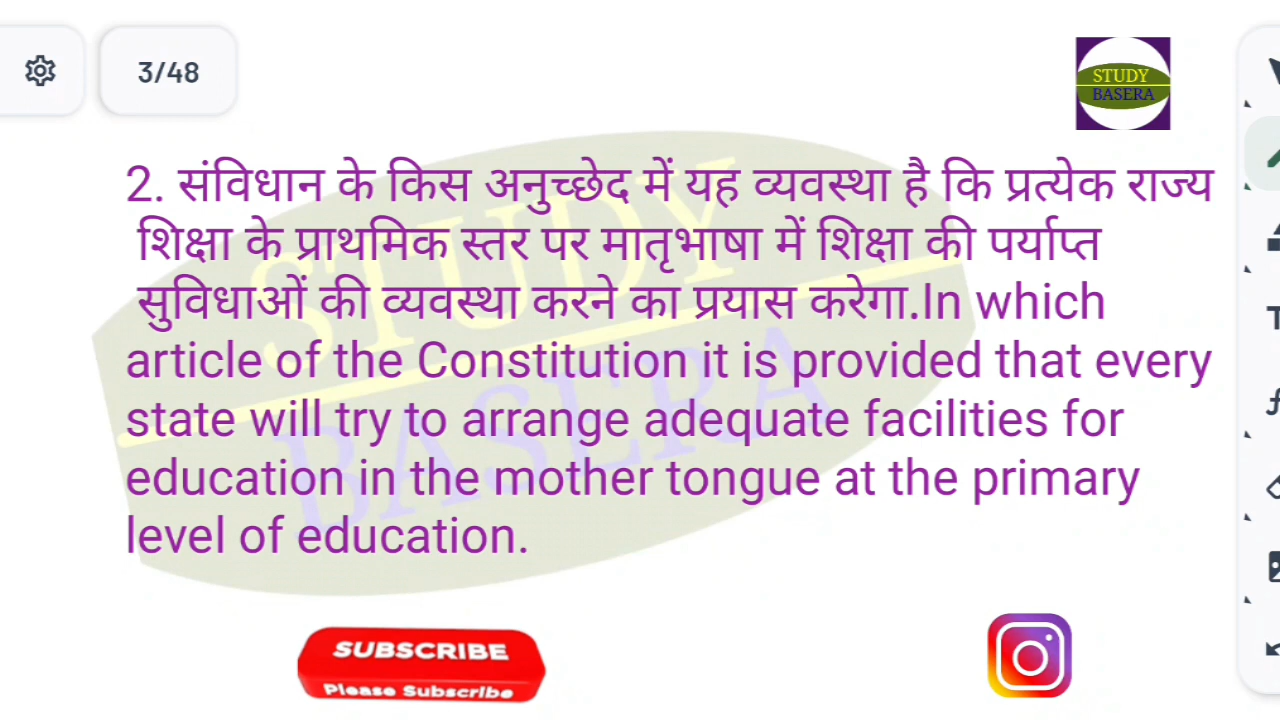 3/48
STUDY
BASERA
2. संविधान के किस अनुच्छेद में यह व्यवस्था है कि प्रत्येक राज्य
शिक्षा के प्राथमिक स्तर पर मातृभाषा में शिक्षा की पर्याप्त
सुविधाओं की व्यवस्था करने का प्रयास करेगा.In which
article of the Constitution it is provided that every
state will try to arrange adequate facilities for
education in the mother tongue at the primary
level of education.
STUDY
BASERA
SUBSCRIBE
Please Subscribe